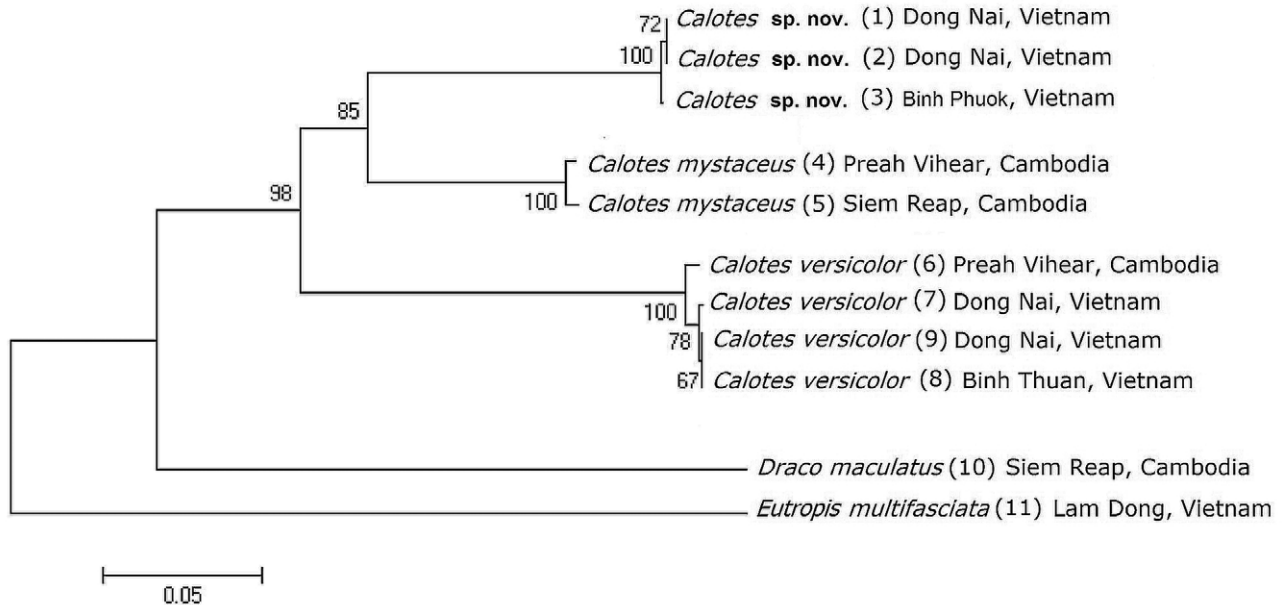 72
Calotes sp. nov. (1) Dong Nai, Vietnam
100
Calotes sp. nov. (2) Dong Nai, Vietnam
Calotes sp. nov. (3) Binh Phuok, Vietnam
85
Calotes mystaceus (4) Preah Vihear, Cambodia
98
100
Calotes mystaceus (5) Siem Reap, Cambodia
Calotes versicolor (6) Preah Vihear, Cambodia
100
Calotes versicolor (7) Dong Nai, Vietnam
78
Calotes versicolor (9) Dong Nai, Vietnam
67
Calotes versicolor (8) Binh Thuan, Vietnam
Draco maculatus (10) Siem Reap, Cambodia
Eutropis multifasciata (11) Lam Dong, Vietnam
0.05